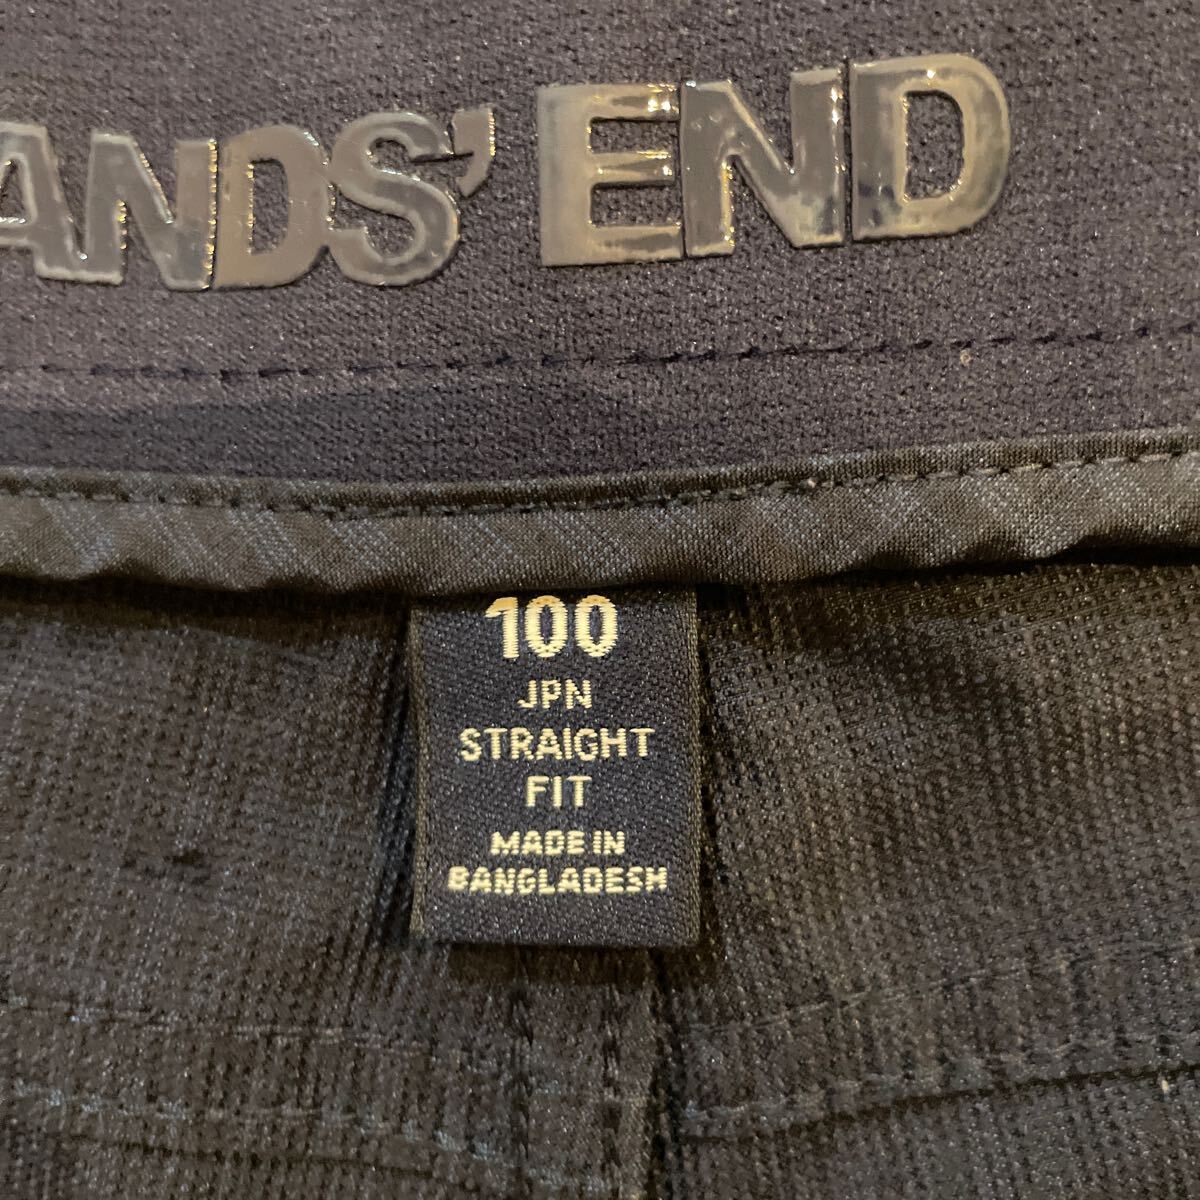 ANDS' END
100
JPN
STRAIGHT
FIT
MADE IN
BANGLADESH